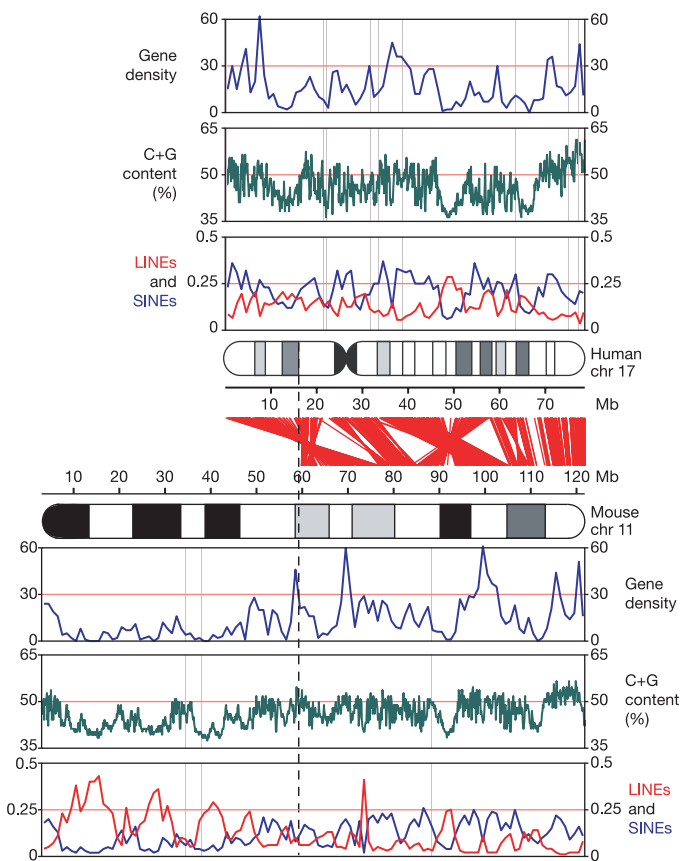 60 60
Gene
density
30 30
0 0
65 65
C+G
content
(%)
50 50
35 35
0.5 0.5
LINEs
and
SINEs
0.25 0.25
0 0
Human
chr 17
10 20 30 40 50 60 70 Mb
10 20 30 40 50 60 70 80 90 100 110 120 Mb
Mouse
chr 11
60 60
Gene
density
30 30
0 0
65 65
C+G
content
(%)
50 50
35 35
0.5 0.5
LINEs
and
SINEs
0.25 0.25
0 0